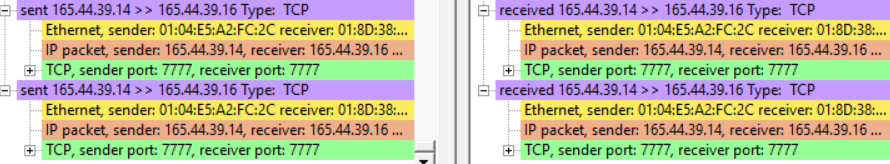 sent 165.44.39.14 >> 165.44.39.16 Type: TCP
Ethernet, sender: 01:04:E5:A2:FC:2C receiver: 01:8D:38:...
IP packet, sender: 165.44.39.14, receiver: 165.44.39.16 ...
TCP, sender port: 7777, receiver port: 7777
sent 165.44.39.14 >> 165.44.39.16 Type: TCP
Ethernet, sender: 01:04:E5:A2:FC:2C receiver: 01:8D:38:...
IP packet, sender: 165.44.39.14, receiver: 165.44.39.16 ...
TCP, sender port: 7777, receiver port: 7777
received 165.44.39.14 >> 165.44.39.16 Type: TCP
Ethernet, sender: 01:04:E5:A2:FC:2C receiver: 01:8D:38:...
IP packet, sender: 165.44.39.14, receiver: 165.44.39.16 ...
TCP, sender port: 7777, receiver port: 7777
received 165.44.39.14 >> 165.44.39.16 Type: TCP
Ethernet, sender: 01:04:E5:A2:FC:2C receiver: 01:8D:38:...
IP packet, sender: 165.44.39.14, receiver: 165.44.39.16 ...
TCP, sender port: 7777, receiver port: 7777